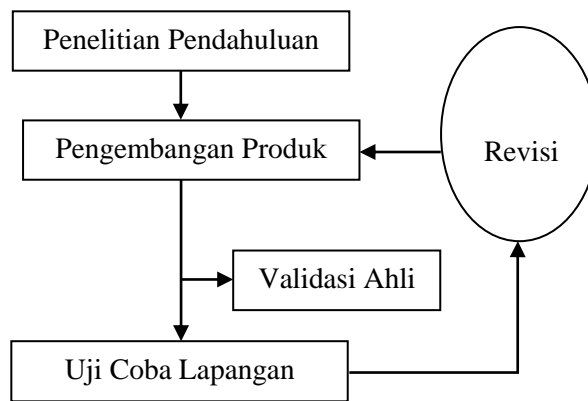 Penelitian Pendahuluan
Pengembangan Produk
Revisi
Validasi Ahli
Uji Coba Lapangan